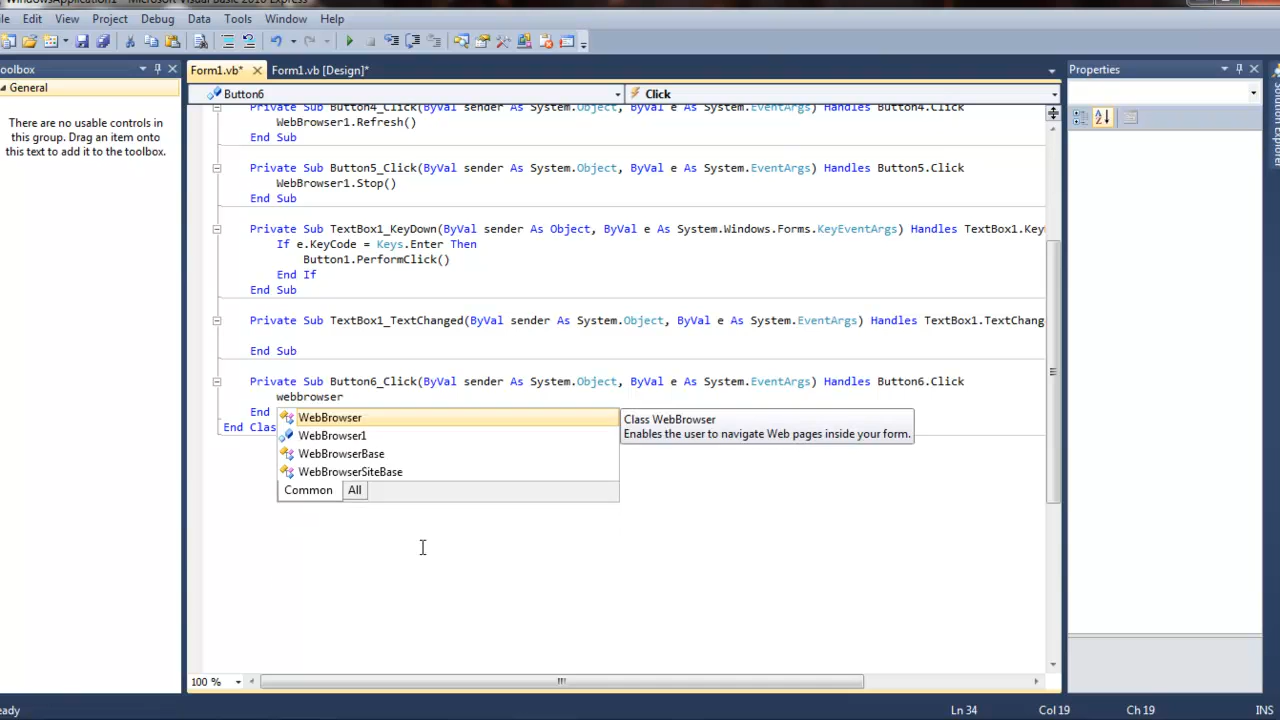 WindowsApplication1 - Microsoft Visual Basic 2010 Express
File Edit View Project Debug Data Tools Window Help
oolbox
General
There are no usable controls in
this group. Drag an item onto
this text to add it to the toolbox.
Form1.vb* Form1.vb [Design]*
Button6 Click
Private Sub Button4_Click(ByVal sender As System.Object, ByVal e As System.EventArgs) Handles Button4.Click
WebBrowser1.Refresh()
End Sub
Private Sub Button5_Click(ByVal sender As System.Object, ByVal e As System.EventArgs) Handles Button5.Click
WebBrowser1.Stop()
End Sub
Private Sub TextBox1_KeyDown(ByVal sender As Object, ByVal e As System.Windows.Forms.KeyEventArgs) Handles TextBox1.Key
If e.KeyCode = Keys.Enter Then
Button1.PerformClick()
End If
End Sub
Private Sub TextBox1_TextChanged(ByVal sender As System.Object, ByVal e As System.EventArgs) Handles TextBox1.TextChang
End Sub
Private Sub Button6_Click(ByVal sender As System.Object, ByVal e As System.EventArgs) Handles Button6.Click
webbrowser
End
End Clas
WebBrowser
WebBrowser1
WebBrowserBase
WebBrowserSiteBase
Common All
Class WebBrowser
Enables the user to navigate Web pages inside your form.
Properties
Solution Explorer
100 %
eady Ln 34 Col 19 Ch 19 INS